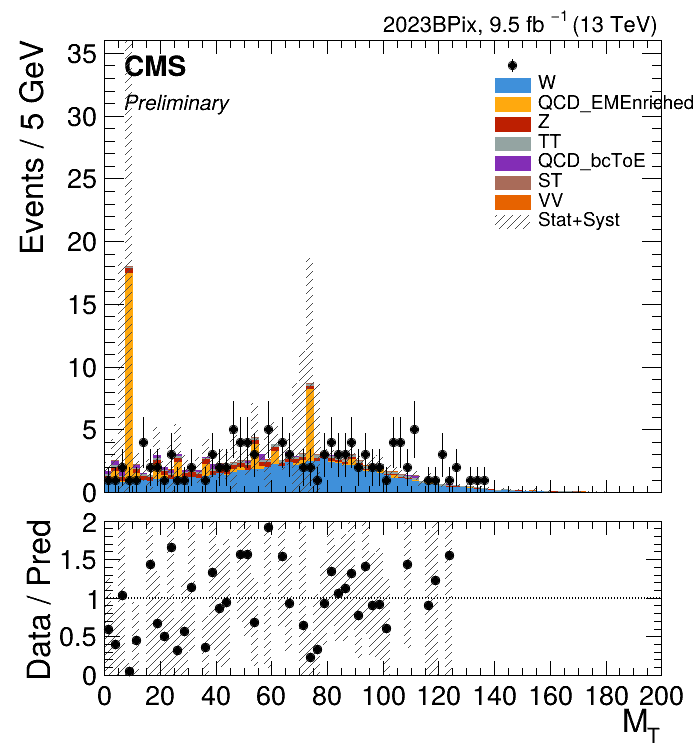 2023BPix, 9.5 fb⁻¹ (13 TeV)
CMS
Preliminary
Events / 5 GeV
35
30
25
20
15
10
5
0
W
QCD_EMEnriched
Z
TT
QCD_bcToE
ST
VV
Stat+Syst
Data / Pred
2
1.5
1
0.5
0
0 20 40 60 80 100 120 140 160 180 200
M_T